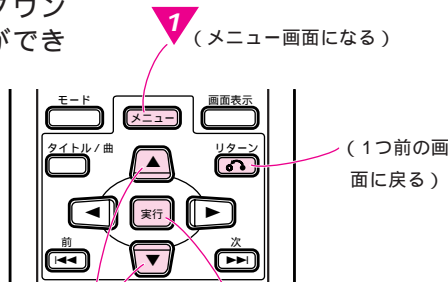 ウン
ができ
1
(メニュー画面になる)
モード
メニュー
画面表示
タイトル/曲
リターン
(1つ前の画
面に戻る)
実行
前
次